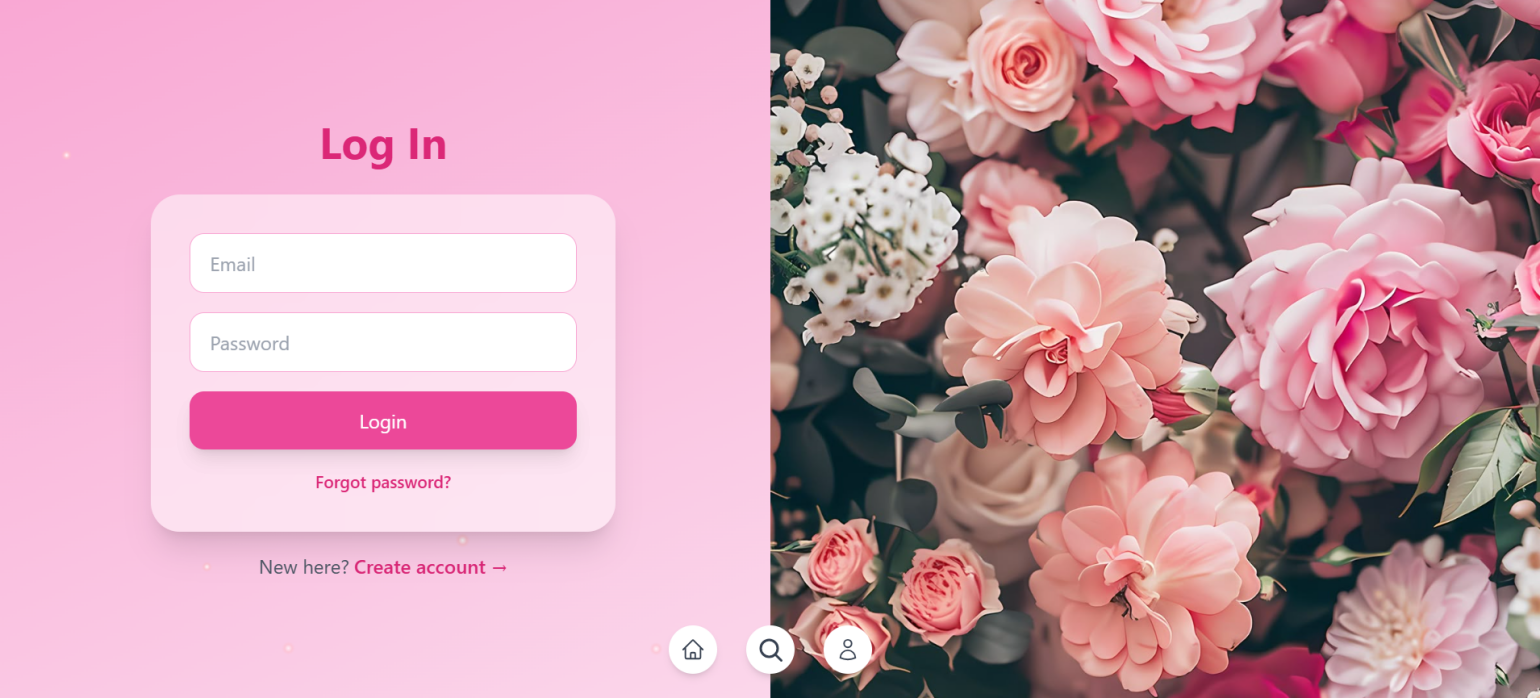 Log In
Email
Password
Login
Forgot password?
New here? Create account →